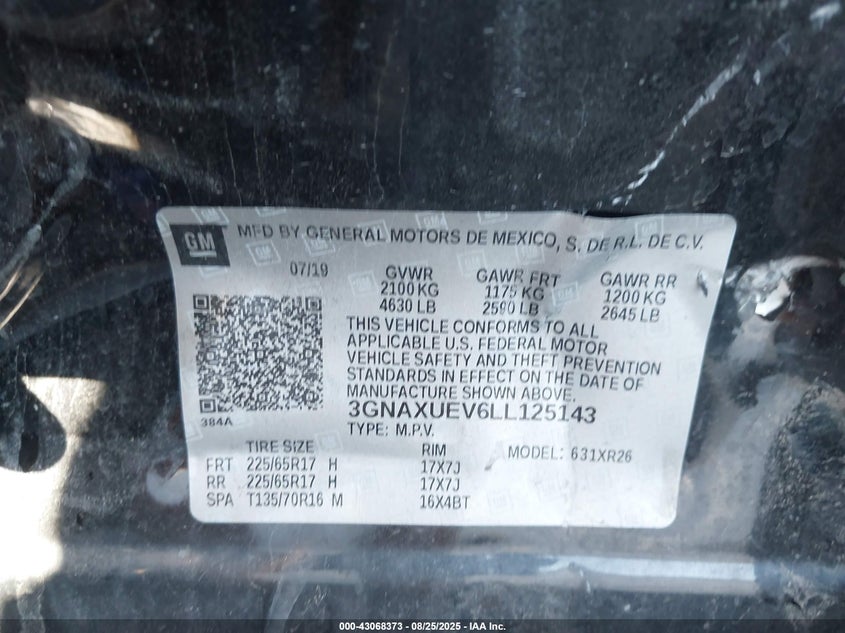 GM MFD BY GENERAL MOTORS DE MEXICO, S. DE R.L. DE C.V.
07/19 GVWR GAWR FRT GAWR RR
2100 KG 1175 KG 1200 KG
4630 LB 2590 LB 2645 LB
THIS VEHICLE CONFORMS TO ALL
APPLICABLE U.S. FEDERAL MOTOR
VEHICLE SAFETY AND THEFT PREVENTION
STANDARDS IN EFFECT ON THE DATE OF
MANUFACTURE SHOWN ABOVE.
384A 3GNAXUEV6LL125143
TYPE: M.P.V.
TIRE SIZE RIM MODEL: 631XR26
FRT 225/65R17 H 17X7J
RR 225/65R17 H 17X7J
SPA T135/70R16 M 16X4BT
000-43068373 - 08/25/2025 - IAA Inc.